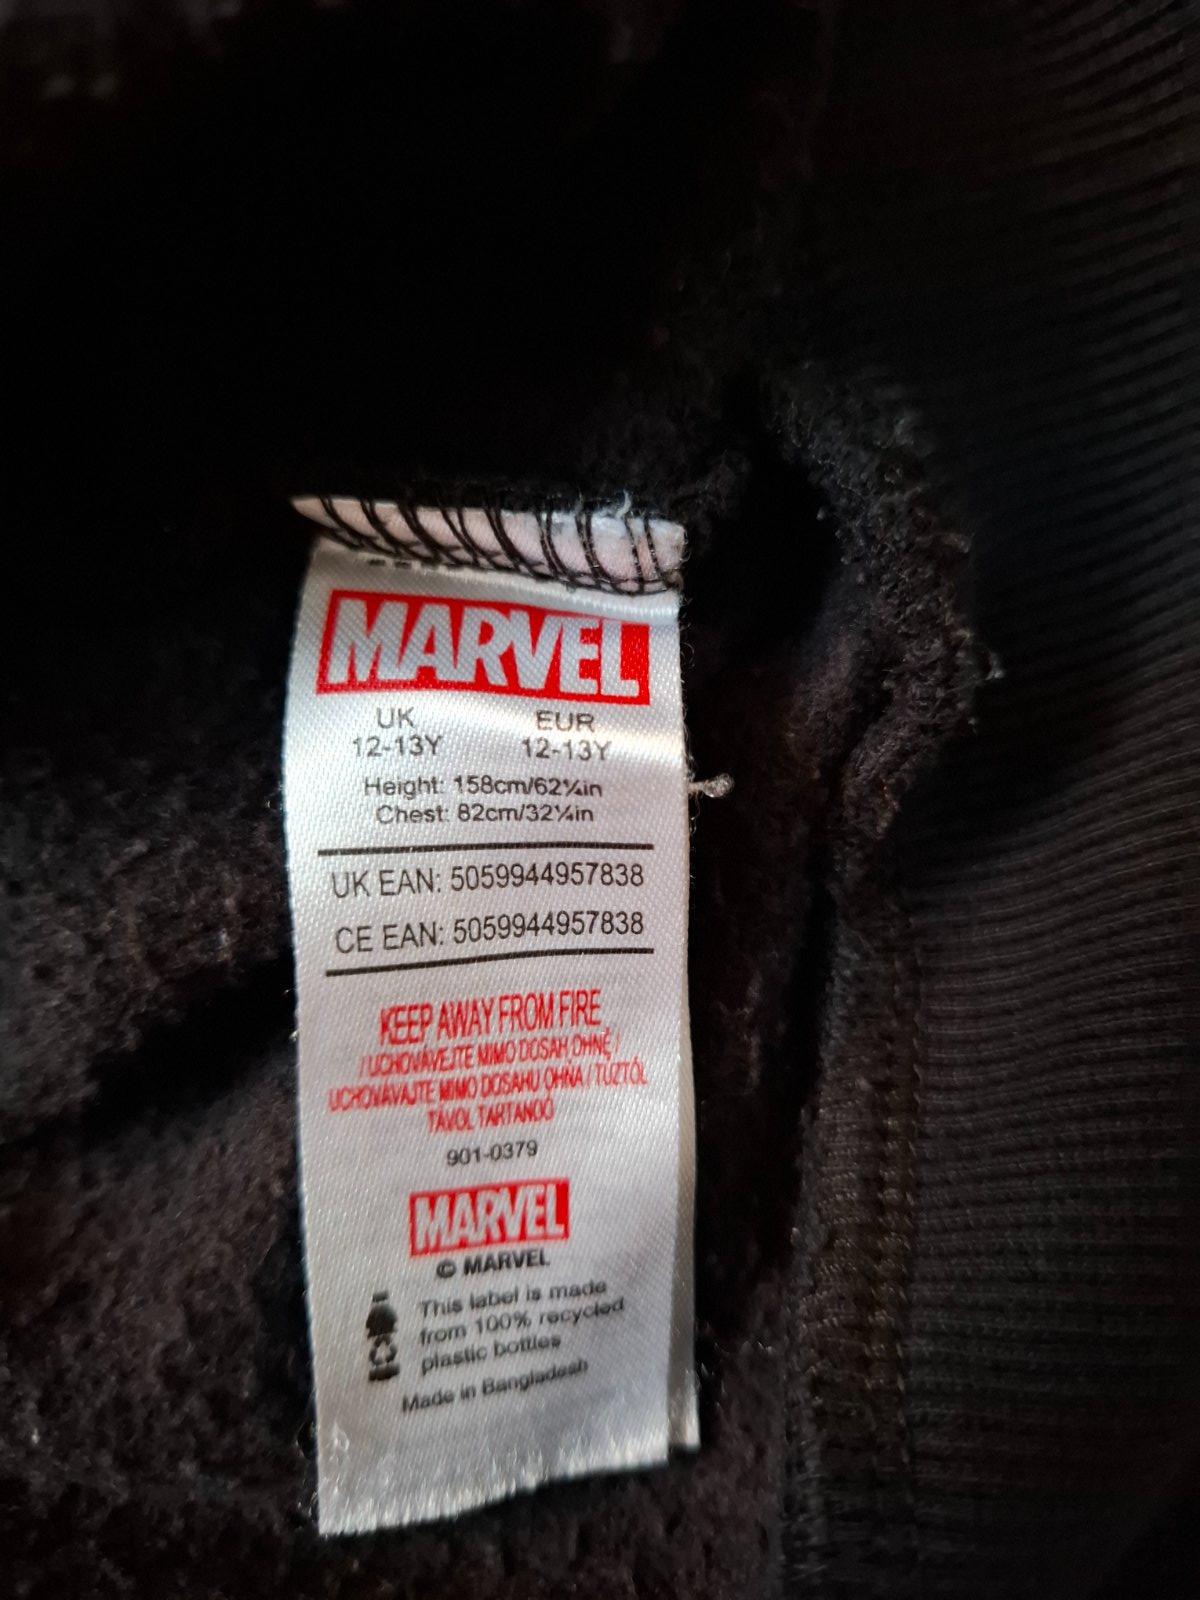 MARVEL
UK EUR
12-13Y 12-13Y
Height: 158cm/62¼in
Chest: 82cm/32¼in
UK EAN: 5059944957838
CE EAN: 5059944957838
KEEP AWAY FROM FIRE
/ UCHOVÁVEJTE MIMO DOSAH OHNĚ /
UCHOVÁVAJTE MIMO DOSAHU OHŇA / TŰZTŐL
TÁVOL TARTANDÓ
901-0379
MARVEL
© MARVEL
This label is made
from 100% recycled
plastic bottles
Made in Bangladesh